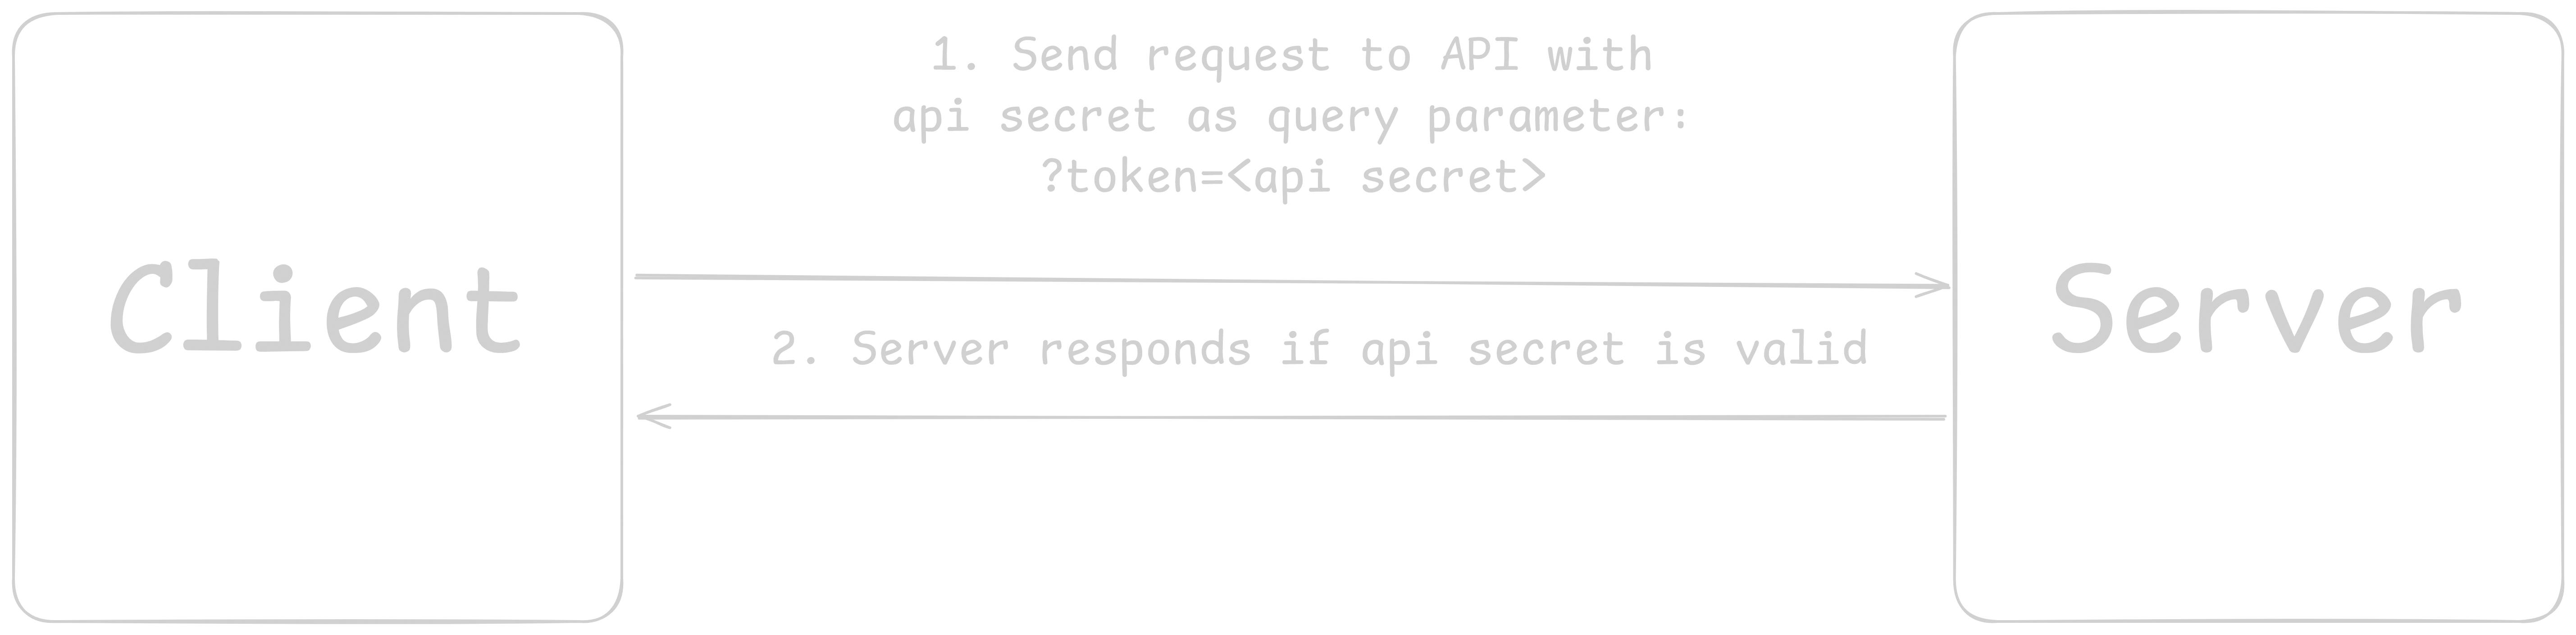 1. Send request to API with
api secret as query parameter:
?token=<api secret>
Client
Server
2. Server responds if api secret is valid